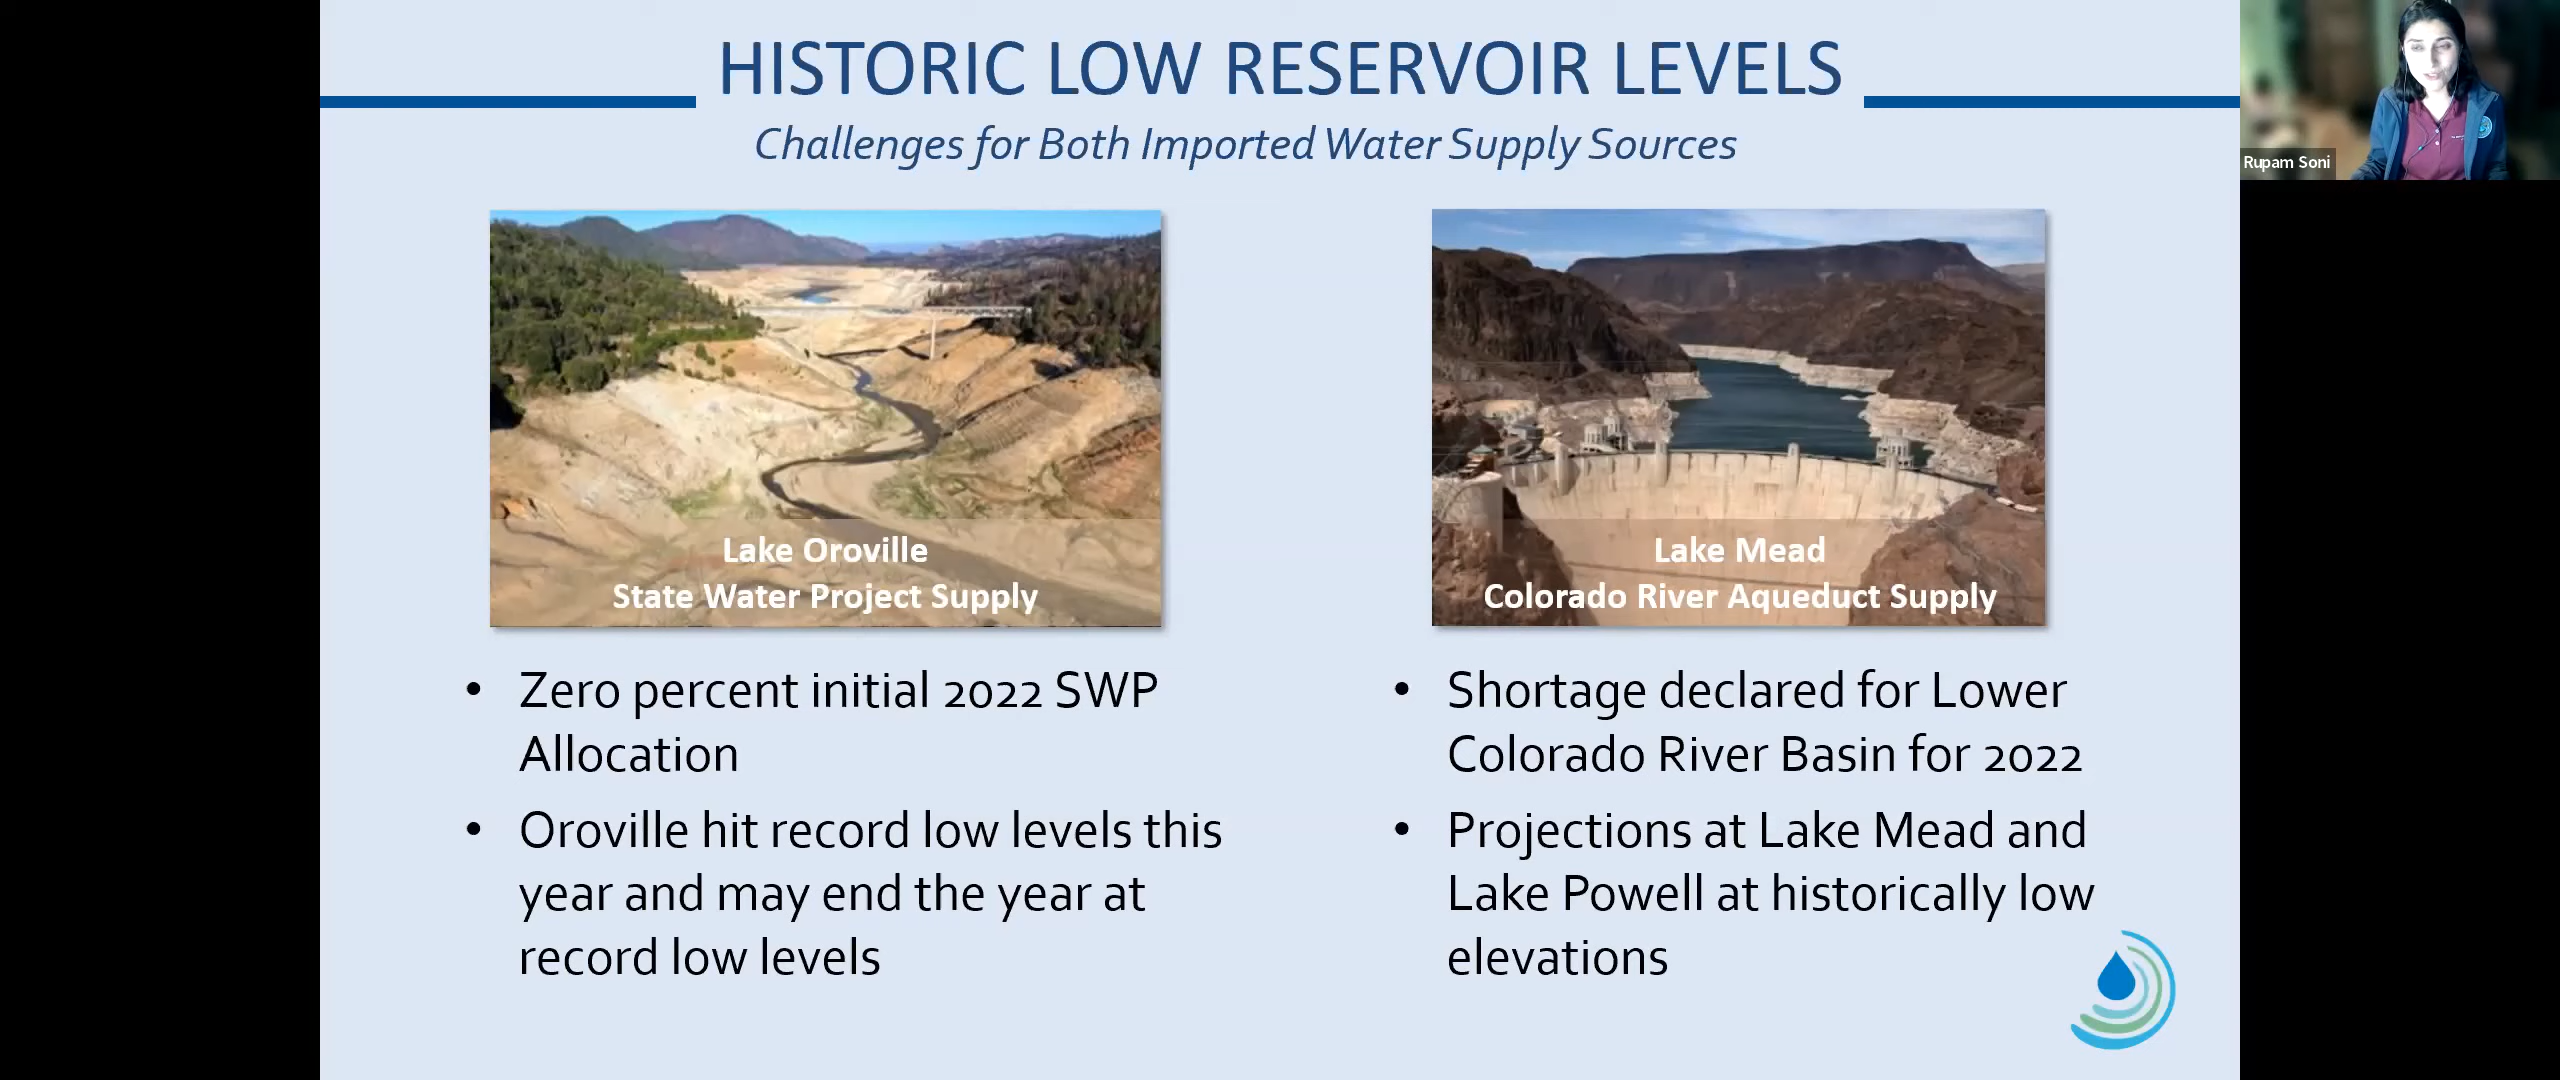 HISTORIC LOW RESERVOIR LEVELS
Challenges for Both Imported Water Supply Sources
Rupam Soni
Lake Oroville
State Water Project Supply
• Zero percent initial 2022 SWP
Allocation
• Oroville hit record low levels this
year and may end the year at
record low levels
Lake Mead
Colorado River Aqueduct Supply
• Shortage declared for Lower
Colorado River Basin for 2022
• Projections at Lake Mead and
Lake Powell at historically low
elevations